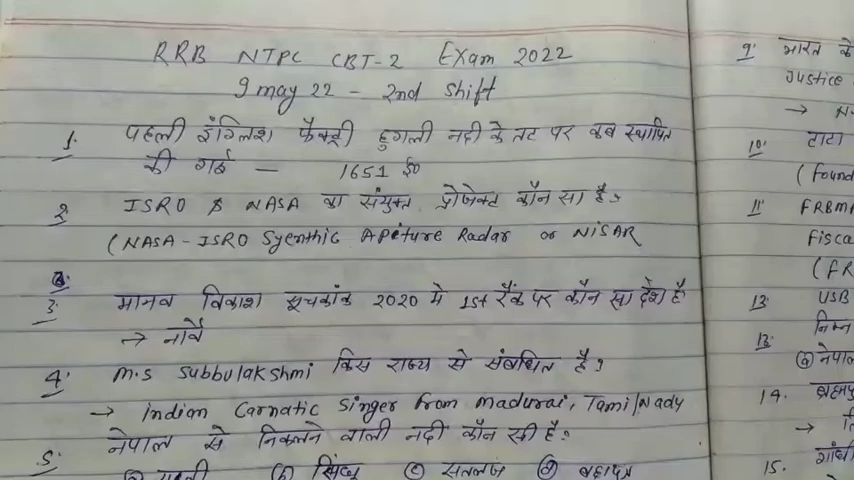 RRB NTPC CBT-2 Exam 2022
9 may 22 - 2nd Shift
1. पहली इंग्लिश फैक्ट्री हुगली नदी के तट पर कब स्थापित
की गई — 1651 ई०
2. ISRO & NASA का संयुक्त प्रोजेक्ट कौन सा है?
(NASA-ISRO Syenthic Apeture Radar or NISAR
3. मानव विकाश सूचकांक 2020 मे 1st रैंक पर कौन सा देश है
→ नार्वे
4. M.S Subbulakshmi किस राज्य से संबंधित है?
→ Indian Carnatic Singer from Madurai, Tamil Nady
5. नेपाल से निकलने वाली नदी कौन सी है?
(b) सिंधू (c) सतलज (d) ब्रह्मपुत्र
9. भारत के
Justice
→ N
10. टाटा
(found
11. FRBM
Fisca
(FR
12. USB
13. निम्न
(a) नेपाल
14.
→
15. गांधी